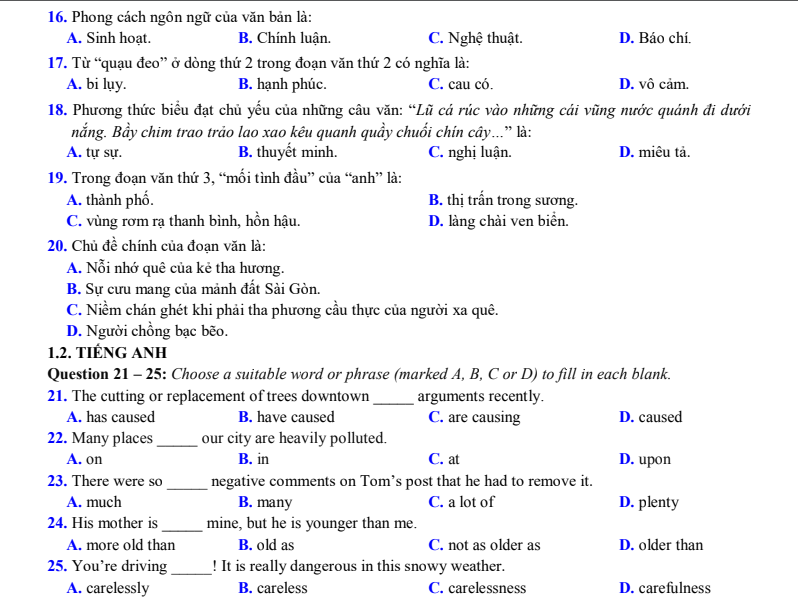 16. Phong cách ngôn ngữ của văn bản là:
A. Sinh hoạt. B. Chính luận. C. Nghệ thuật. D. Báo chí.
17. Từ “quạu đeo” ở dòng thứ 2 trong đoạn văn thứ 2 có nghĩa là:
A. bi lụy. B. hạnh phúc. C. cau có. D. vô cảm.
18. Phương thức biểu đạt chủ yếu của những câu văn: “Lũ cá rúc vào những cái vũng nước quánh đi dưới
nắng. Bầy chim trao trảo lao xao kêu quanh quầy chuối chín cây…” là:
A. tự sự. B. thuyết minh. C. nghị luận. D. miêu tả.
19. Trong đoạn văn thứ 3, “mối tình đầu” của “anh” là:
A. thành phố. B. thị trấn trong sương.
C. vùng rơm rạ thanh bình, hồn hậu. D. làng chài ven biển.
20. Chủ đề chính của đoạn văn là:
A. Nỗi nhớ quê của kẻ tha hương.
B. Sự cưu mang của mảnh đất Sài Gòn.
C. Niềm chán ghét khi phải tha phương cầu thực của người xa quê.
D. Người chồng bạc bẽo.
1.2. TIẾNG ANH
Question 21 – 25: Choose a suitable word or phrase (marked A, B, C or D) to fill in each blank.
21. The cutting or replacement of trees downtown ______ arguments recently.
A. has caused B. have caused C. are causing D. caused
22. Many places ______ our city are heavily polluted.
A. on B. in C. at D. upon
23. There were so ______ negative comments on Tom’s post that he had to remove it.
A. much B. many C. a lot of D. plenty
24. His mother is ______ mine, but he is younger than me.
A. more old than B. old as C. not as older as D. older than
25. You’re driving ______! It is really dangerous in this snowy weather.
A. carelessly B. careless C. carelessness D. carefulness